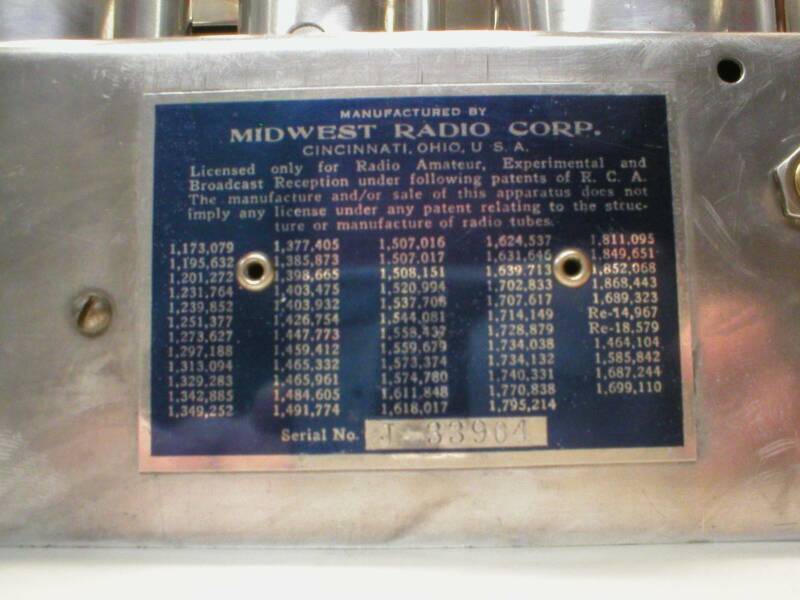 MANUFACTURED BY
MIDWEST RADIO CORP.
CINCINNATI, OHIO, U S A.
Licensed only for Radio Amateur, Experimental and
Broadcast Reception under following patents of R. C. A.
The manufacture and/or sale of this apparatus does not
imply any license under any patent relating to the struc-
ture or manufacture of radio tubes.
1,173,079 1,377,405 1,507,016 1,624,537 1,811,095
1,195,632 1,385,873 1,507,017 1,631,646 1,849,651
1,201,272 1,398,665 1,508,151 1,639,713 1,852,068
1,231,764 1,403,475 1,520,994 1,702,833 1,868,443
1,239,852 1,403,932 1,537,708 1,707,617 1,689,323
1,251,377 1,426,754 1,544,081 1,714,149 Re-14,967
1,273,627 1,447,773 1,558,437 1,728,879 Re-18,579
1,297,188 1,459,412 1,559,679 1,734,038 1,464,104
1,313,094 1,465,332 1,573,374 1,734,132 1,585,842
1,329,283 1,465,961 1,574,780 1,740,331 1,687,244
1,342,885 1,484,605 1,611,848 1,770,838 1,699,110
1,349,252 1,491,774 1,618,017 1,795,214
Serial No. J-33964